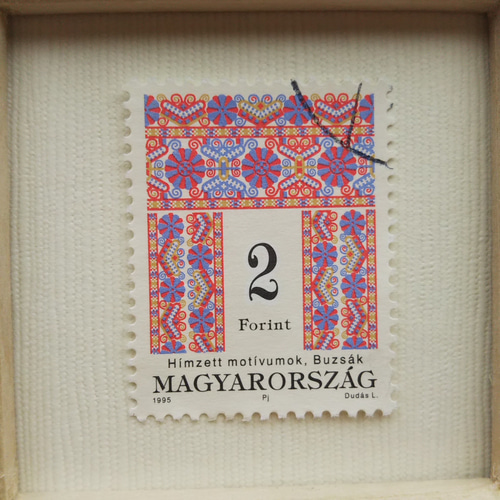 2
Forint
Hímzett motívumok, Buzsák
MAGYARORSZÁG
1995 Pj Dudás L.